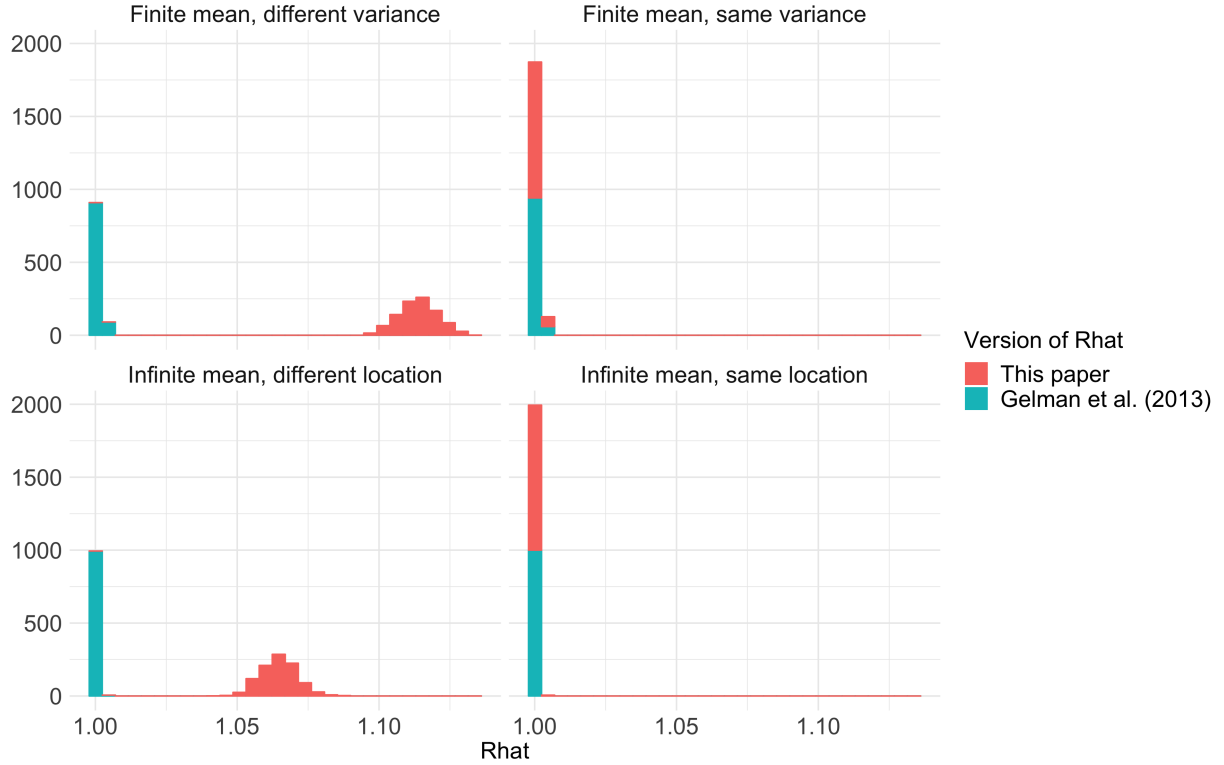 Finite mean, different variance
Finite mean, same variance
2000
1500
1000
500
0
Infinite mean, different location
Infinite mean, same location
2000
1500
1000
500
0
1.00 1.05 1.10
1.00 1.05 1.10
Rhat
Version of Rhat
This paper
Gelman et al. (2013)